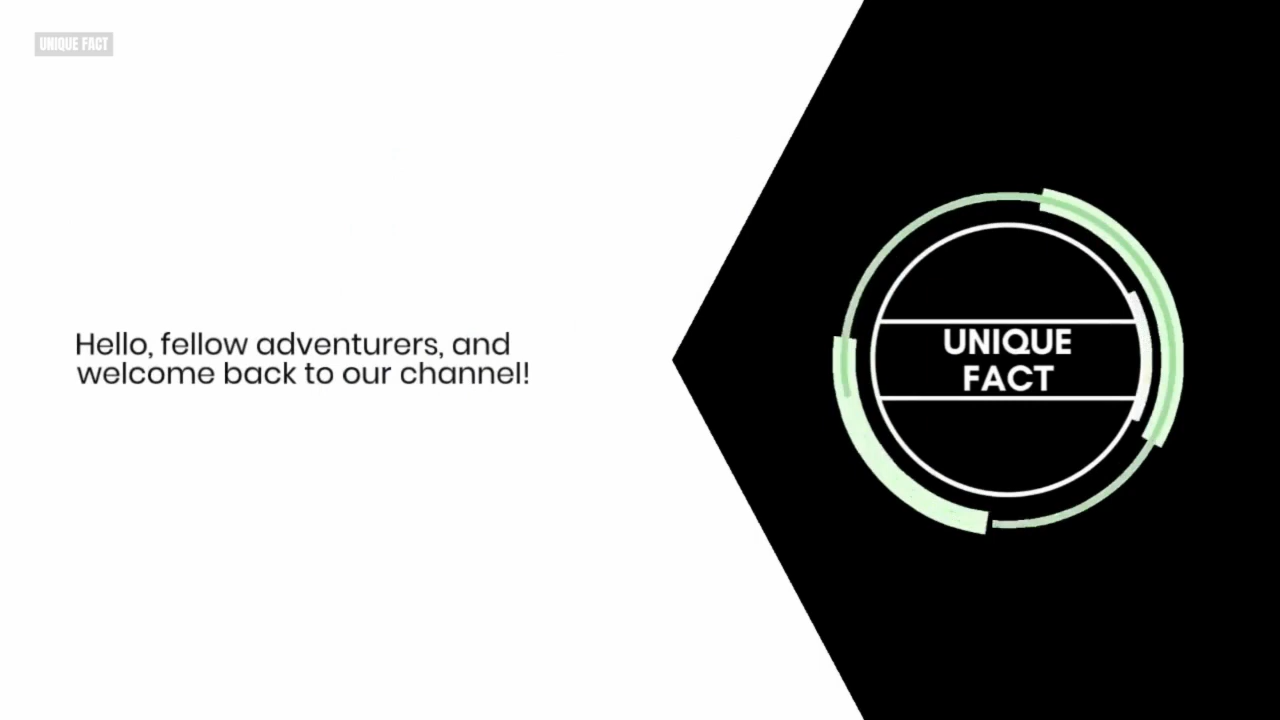 UNIQUE FACT
Hello, fellow adventurers, and
welcome back to our channel!
UNIQUE
FACT